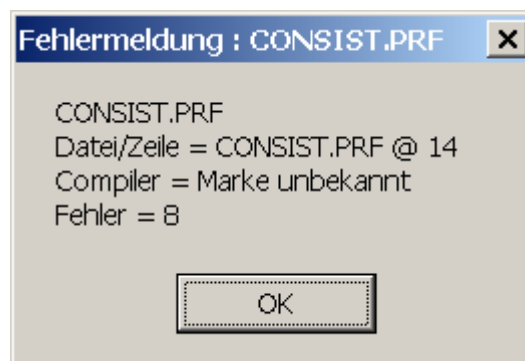 Fehlermeldung : CONSIST.PRF
CONSIST.PRF
Datei/Zeile = CONSIST.PRF @ 14
Compiler = Marke unbekannt
Fehler = 8
OK